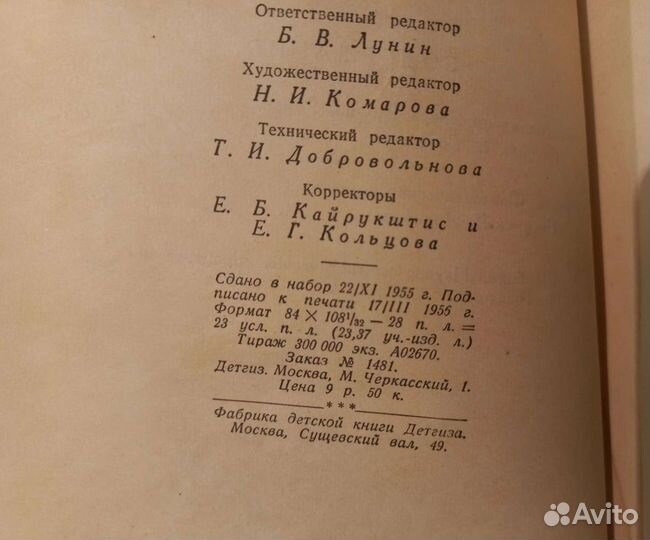 Ответственный редактор
Б. В. Лунин
Художественный редактор
Н. И. Комарова
Технический редактор
Т. И. Добровольнова
Корректоры
Е. Б. Кайрукштис и
Е. Г. Кольцова
Сдано в набор 22/XI 1955 г. Под-
писано к печати 17/III 1956 г.
Формат 84 × 108¹/₃₂ — 28 п. л. =
23 усл. п. л. (23,37 уч.-изд. л.)
Тираж 300 000 экз. А02670.
Заказ № 1481.
Детгиз. Москва, М. Черкасский, 1.
Цена 9 р. 50 к.
* * *
Фабрика детской книги Детгиза.
Москва, Сущевский вал, 49.
Avito